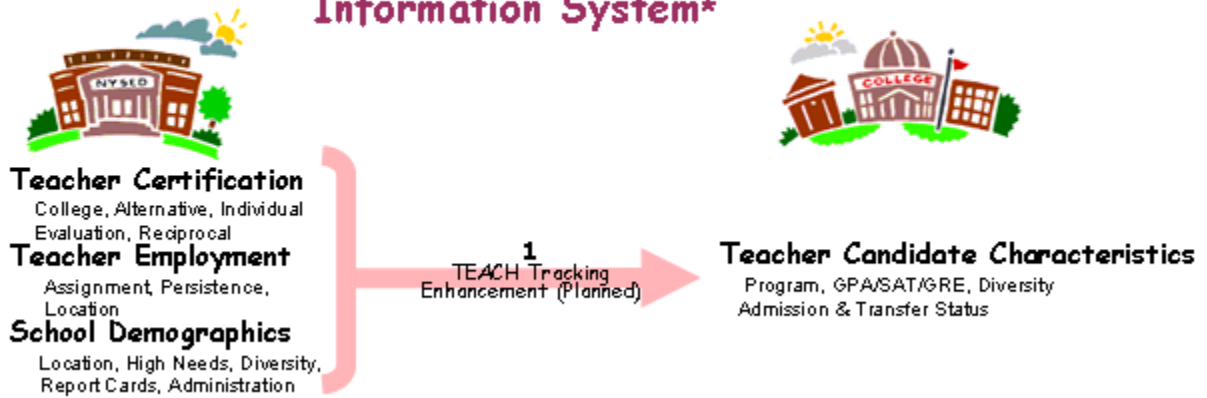 Information System*
NYSED
COLLEGE
Teacher Certification
College, Alternative, Individual
Evaluation, Reciprocal
Teacher Employment
Assignment, Persistence,
Location
School Demographics
Location, High Needs, Diversity,
Report Cards, Administration
1
TEACH Tracking
Enhancement (Planned)
Teacher Candidate Characteristics
Program, GPA/SAT/GRE, Diversity
Admission & Transfer Status